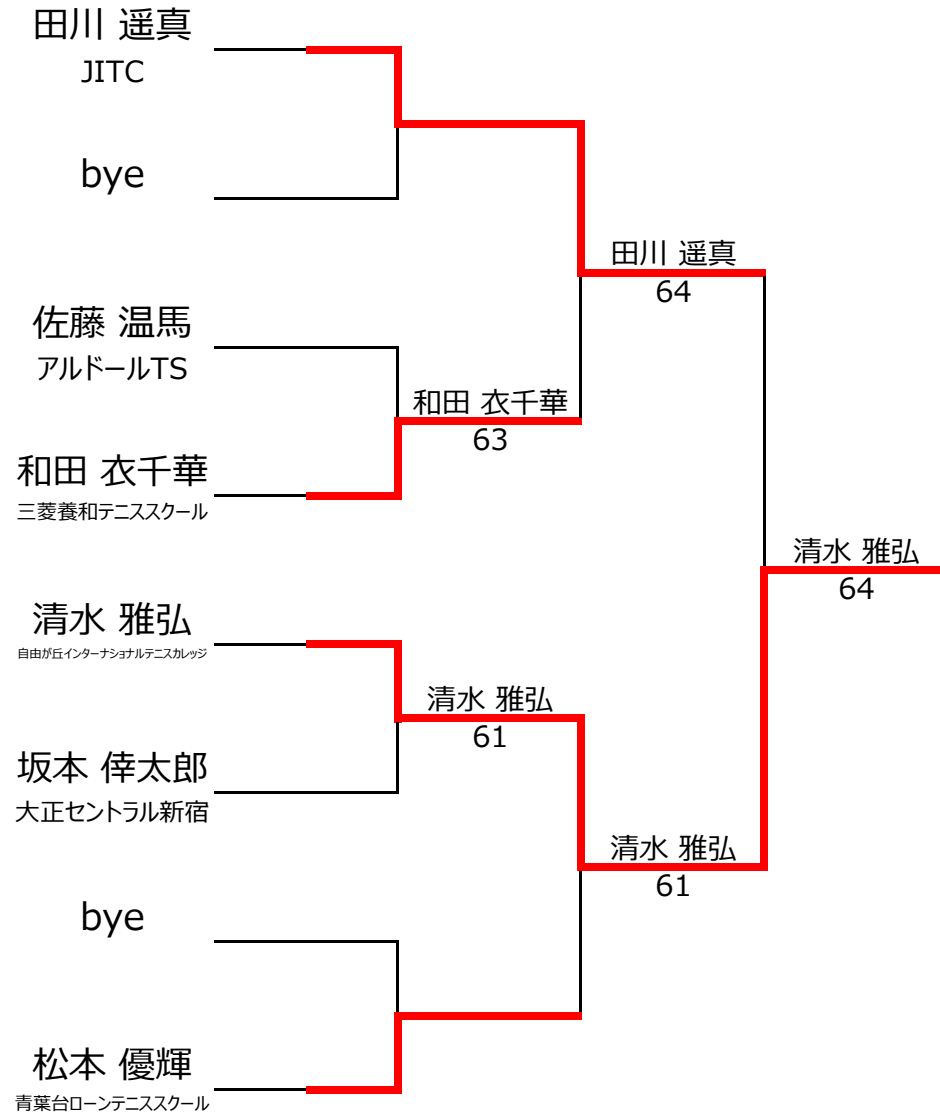 田川 遥真
JITC
bye
田川 遥真
64
佐藤 温馬
アルドールTS
和田 衣千華
63
和田 衣千華
三菱養和テニススクール
清水 雅弘
64
清水 雅弘
自由が丘インターナショナルテニスカレッジ
清水 雅弘
61
坂本 倖太郎
大正セントラル新宿
清水 雅弘
61
bye
松本 優輝
青葉台ローンテニススクール